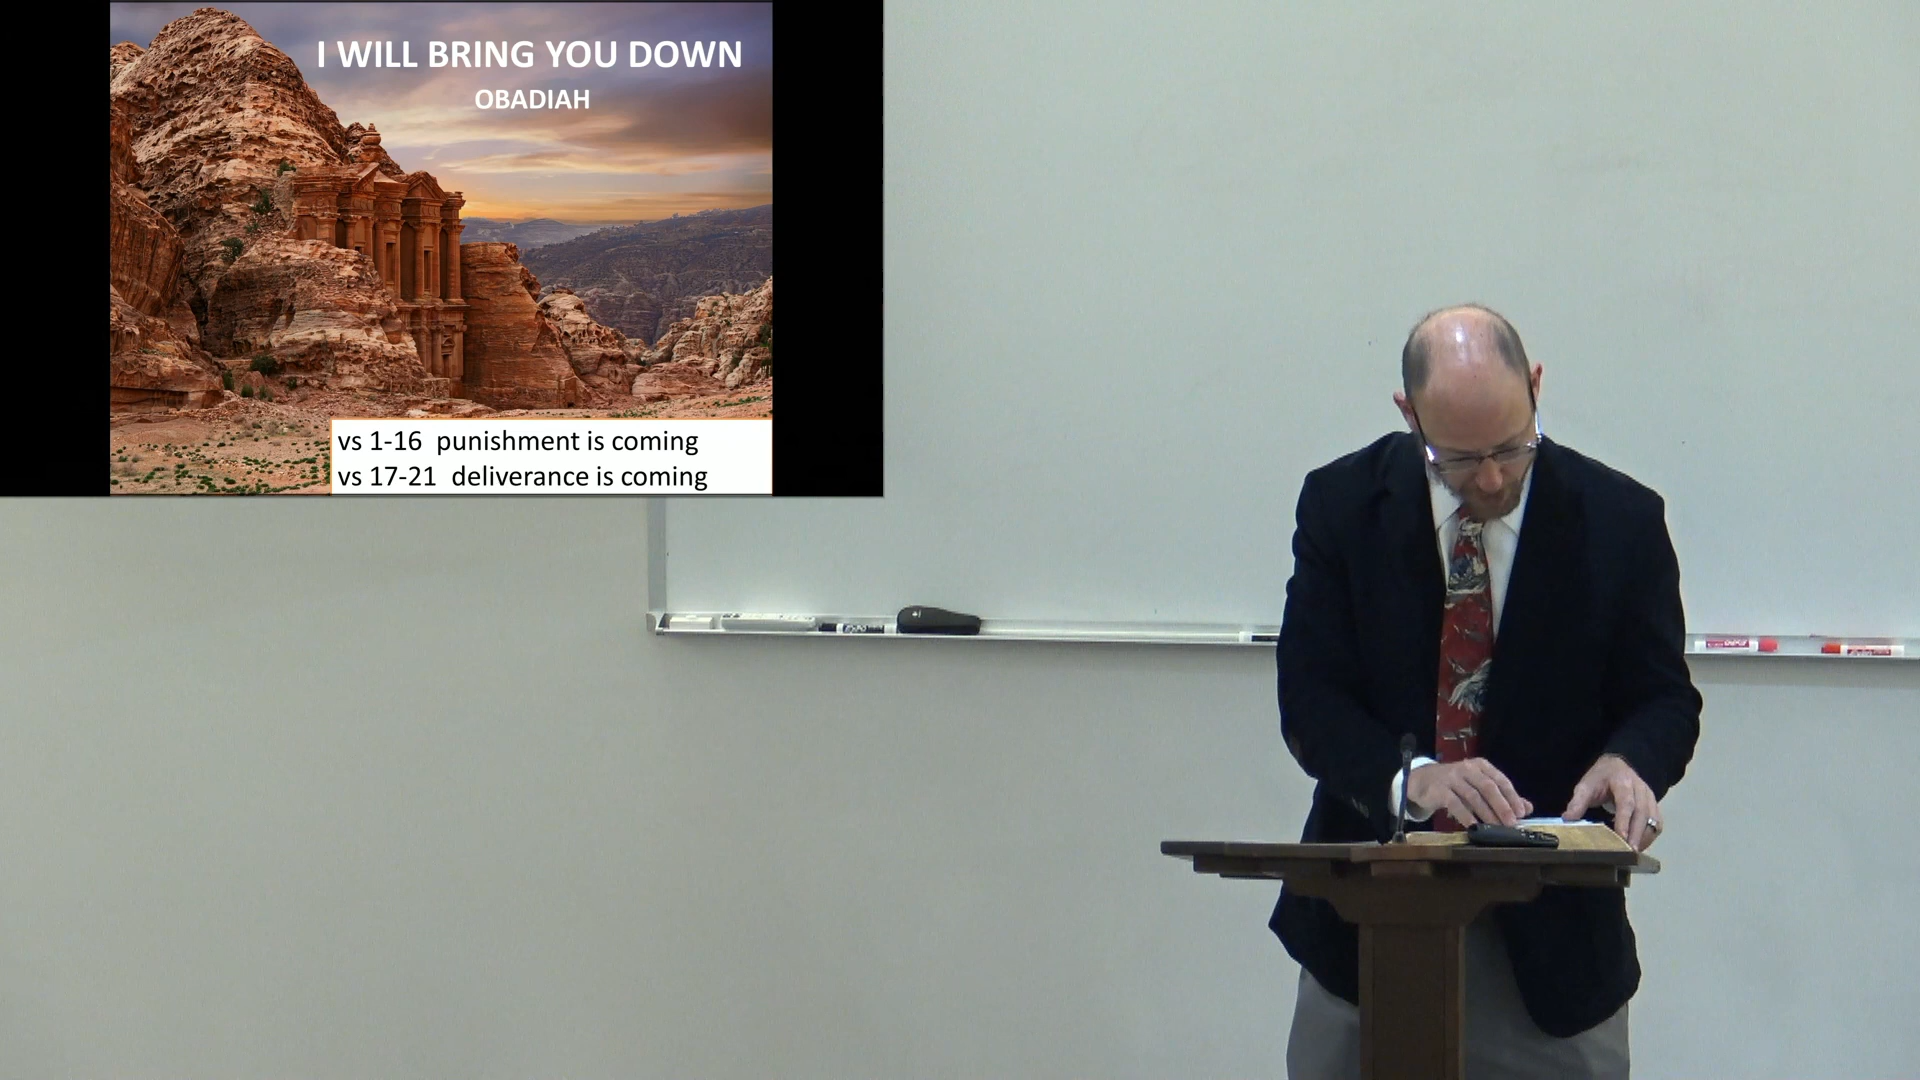 I WILL BRING YOU DOWN
OBADIAH
vs 1-16 punishment is coming
vs 17-21 deliverance is coming